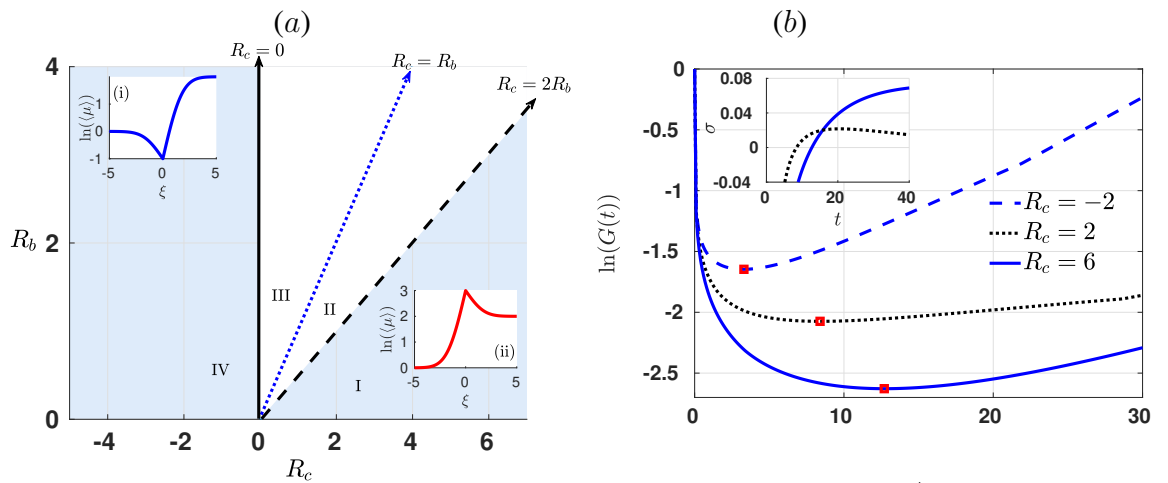 (a)
R_c = 0
R_c = R_b
R_c = 2R_b
4
2
0
R_b
-4
-2
0
2
4
6
R_c
(i)
ln(⟨μ⟩)
1
0
-1
-5
0
5
ξ
III
II
I
IV
(ii)
ln(⟨μ⟩)
3
2
1
0
-5
0
5
ξ
(b)
0
-0.5
-1
-1.5
-2
-2.5
ln(G(t))
0
10
20
30
0.08
0.04
0
-0.04
σ
0
20
40
t
R_c = −2
R_c = 2
R_c = 6